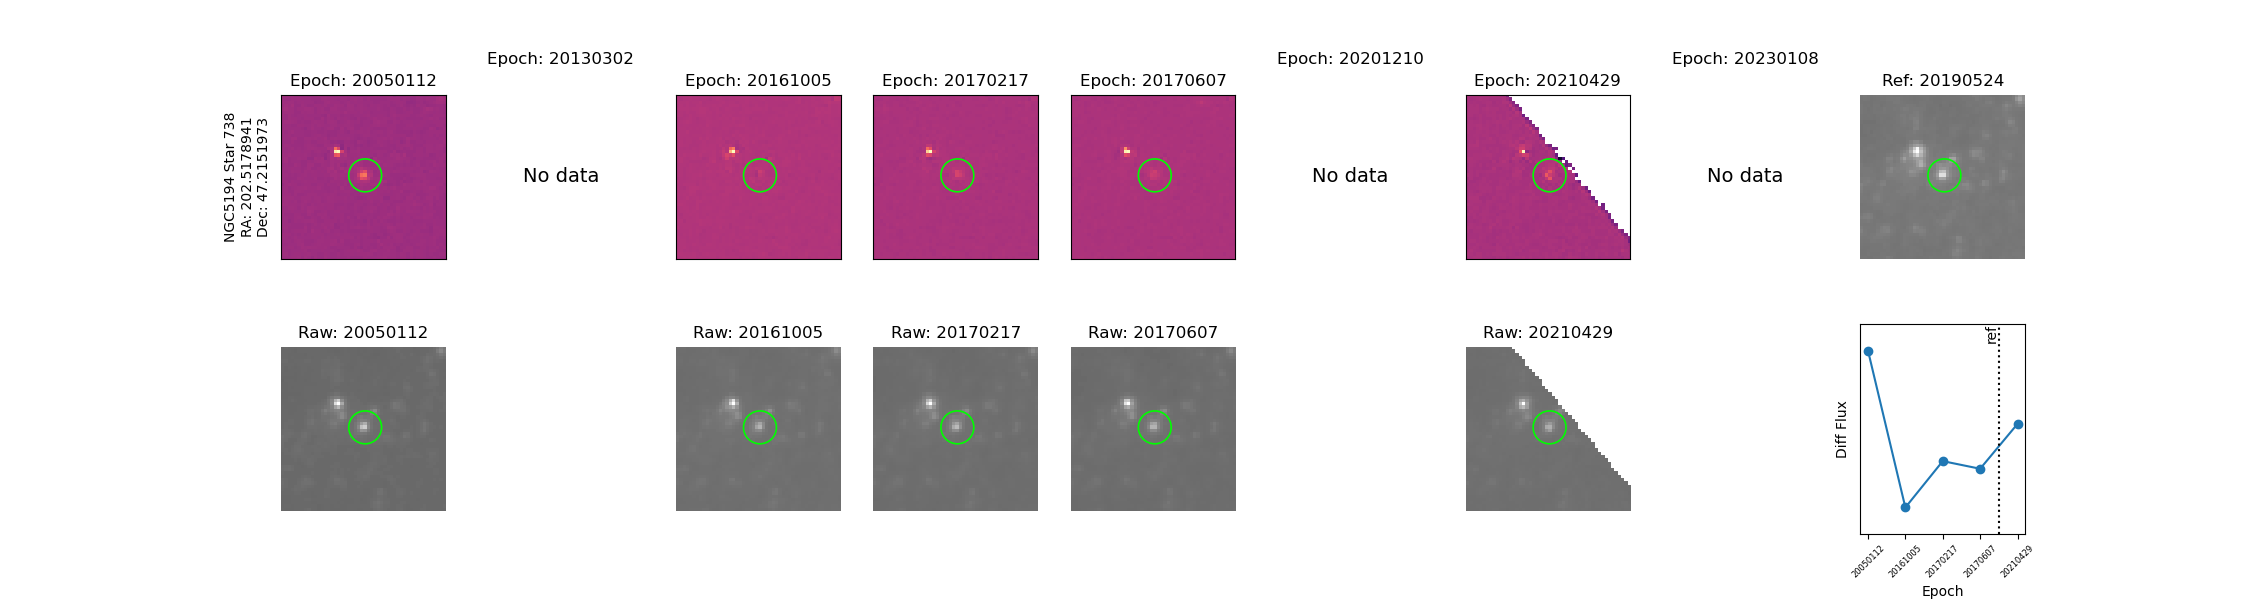 Epoch: 20130302
Epoch: 20201210
Epoch: 20230108
Epoch: 20050112
Epoch: 20161005
Epoch: 20170217
Epoch: 20170607
Epoch: 20210429
Ref: 20190524
NGC5194 Star 738
RA: 202.5178941
Dec: 47.2151973
No data
No data
No data
Raw: 20050112
Raw: 20161005
Raw: 20170217
Raw: 20170607
Raw: 20210429
ref
Diff Flux
20050112
20161005
20170217
20170607
20210429
Epoch